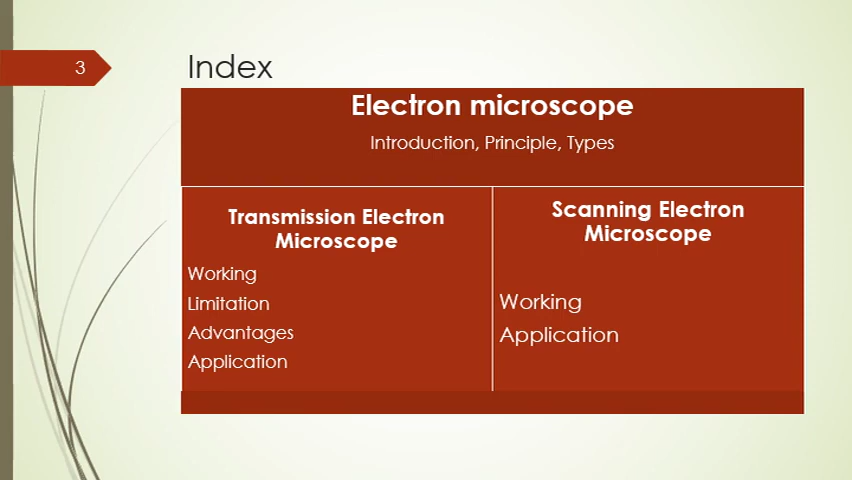 3
Index
Electron microscope
Introduction, Principle, Types
Transmission Electron
Microscope
Working
Limitation
Advantages
Application
Scanning Electron
Microscope
Working
Application